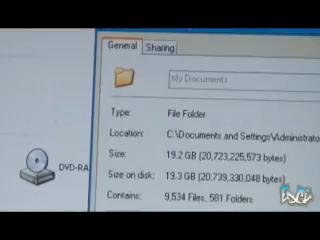 General Sharing
My Documents
Type: File Folder
Location: C:\Documents and Settings\Administrato
Size: 19.2 GB (20,723,225,573 bytes)
DVD-RA
Size on disk: 19.3 GB (20,739,330,048 bytes)
Contains: 9,534 Files, 581 Folders